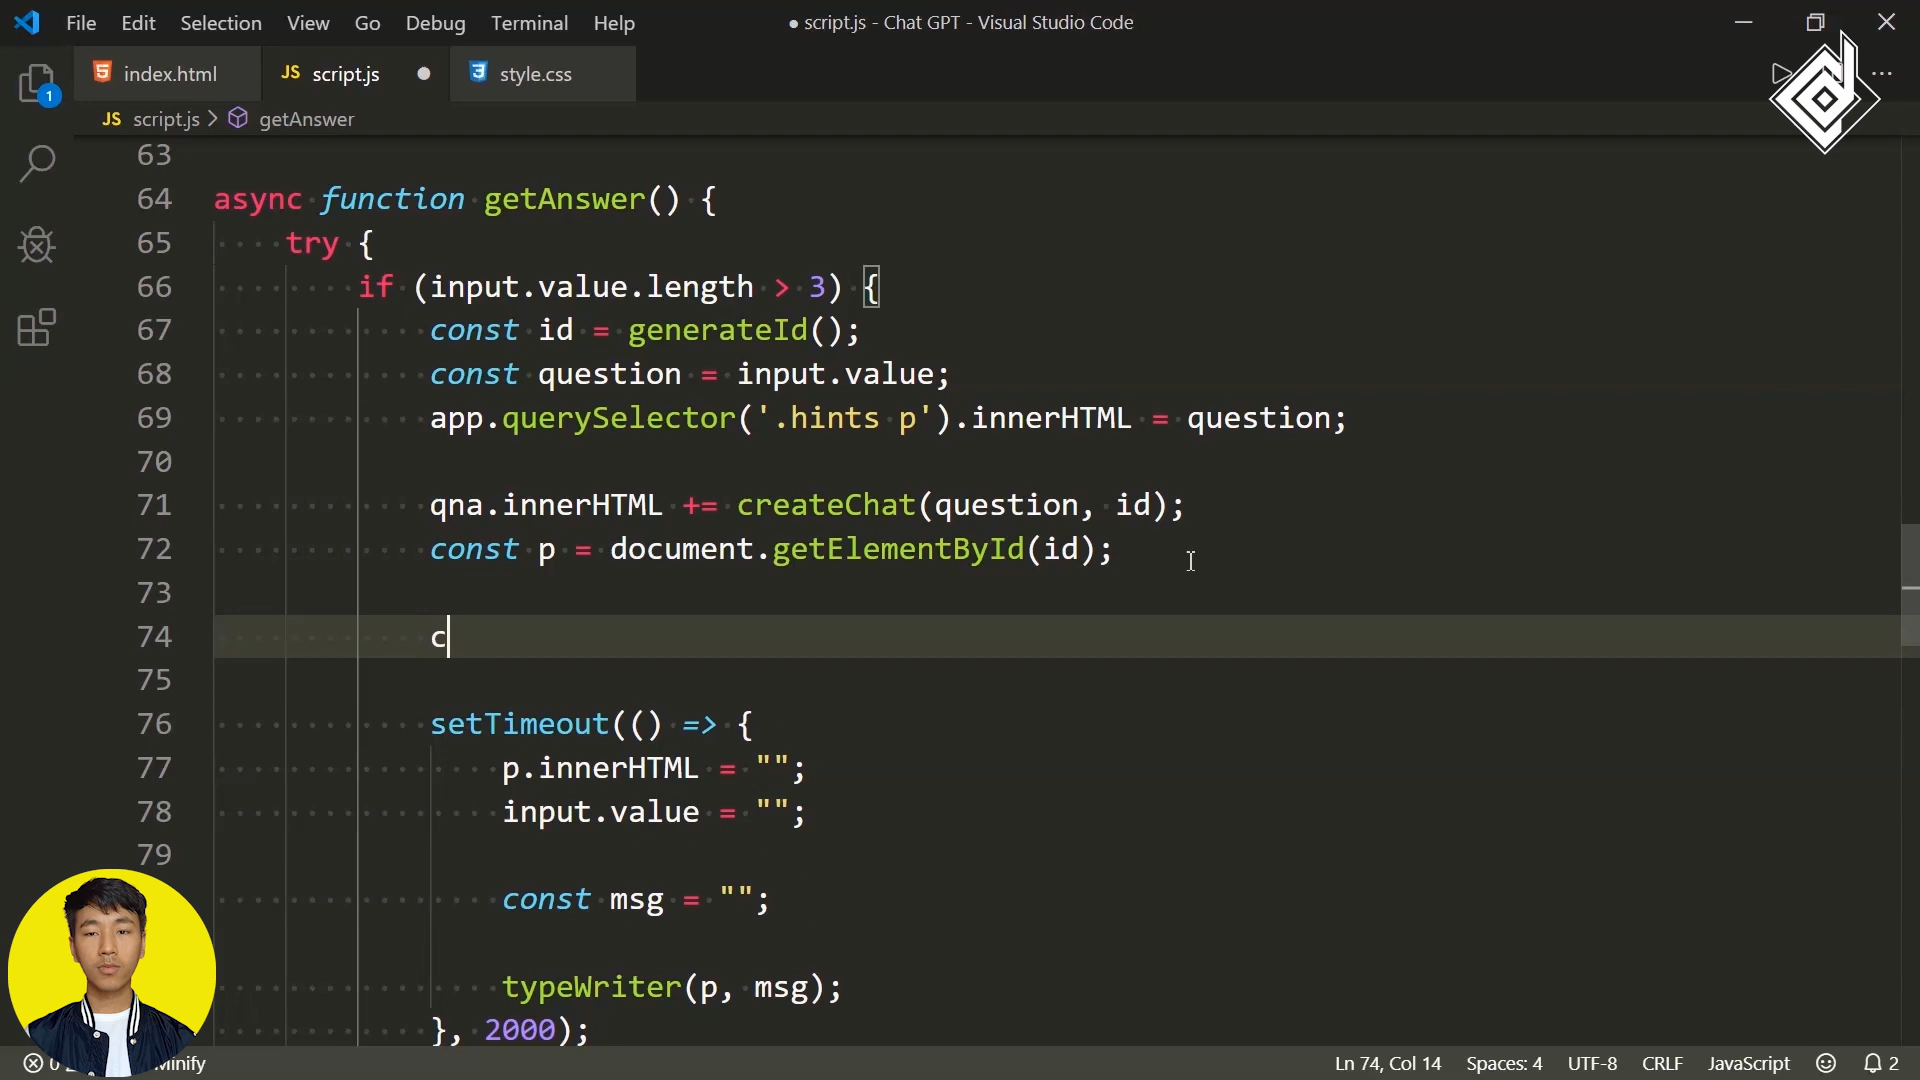 File Edit Selection View Go Debug Terminal Help
● script.js - Chat GPT - Visual Studio Code
index.html
JS script.js ●
style.css
JS script.js > getAnswer
1
63
64 async function getAnswer() {
65 try {
66 if (input.value.length > 3) {
67 const id = generateId();
68 const question = input.value;
69 app.querySelector('.hints p').innerHTML = question;
70
71 qna.innerHTML += createChat(question, id);
72 const p = document.getElementById(id);
73
74 c
75
76 setTimeout(() => {
77 p.innerHTML = "";
78 input.value = "";
79
const msg = "";
typeWriter(p, msg);
}, 2000);
0 Minify
Ln 74, Col 14 Spaces: 4 UTF-8 CRLF JavaScript 2